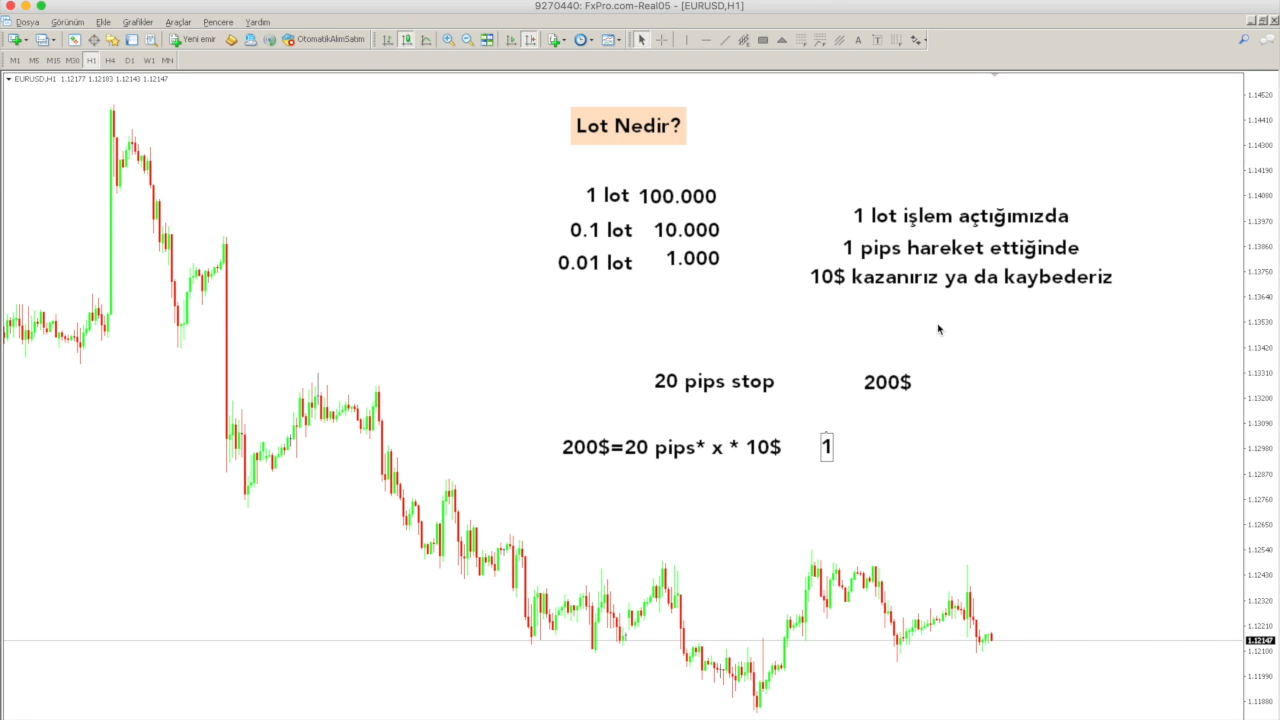 9270440: FxPro.com-Real05 - [EURUSD,H1]
Dosya Görünüm Ekle Grafikler Araçlar Pencere Yardım
Yeni emir OtomatikAlımSatım
M1 M5 M15 M30 H1 H4 D1 W1 MN
EURUSD,H1 1.12177 1.12183 1.12143 1.12147
Lot Nedir?
1 lot 100.000
0.1 lot 10.000
0.01 lot 1.000
1 lot işlem açtığımızda
1 pips hareket ettiğinde
10$ kazanırız ya da kaybederiz
20 pips stop 200$
200$=20 pips* x * 10$ 1
1.14520
1.14410
1.14300
1.14190
1.14080
1.13970
1.13860
1.13750
1.13640
1.13530
1.13420
1.13310
1.13200
1.13090
1.12980
1.12870
1.12760
1.12650
1.12540
1.12430
1.12320
1.12210
1.12147
1.12100
1.11990
1.11880